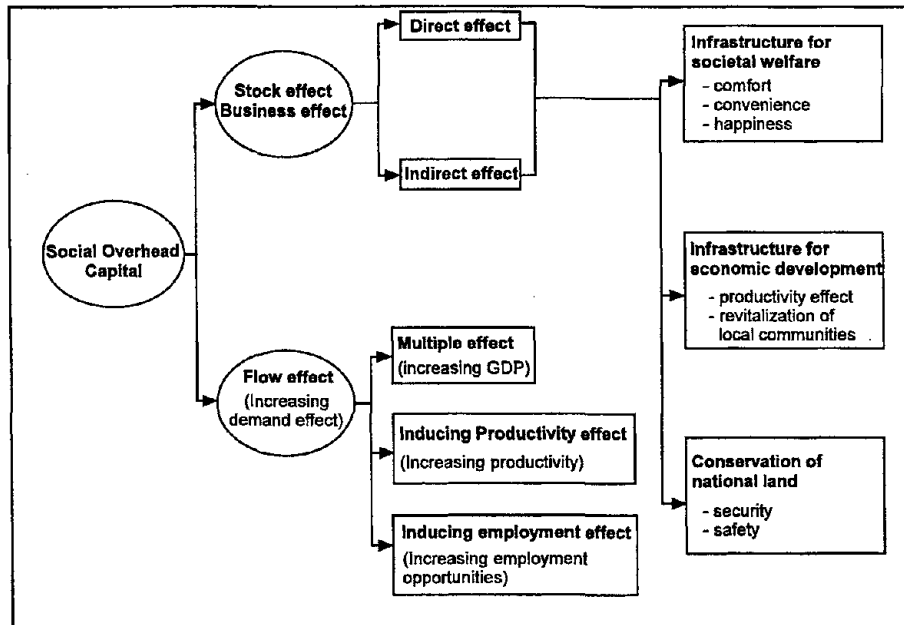 Social Overhead
Capital
Stock effect
Business effect
Direct effect
Indirect effect
Infrastructure for
societal welfare
- comfort
- convenience
- happiness
Infrastructure for
economic development
- productivity effect
- revitalization of
local communities
Conservation of
national land
- security
- safety
Flow effect
(Increasing
demand effect)
Multiple effect
(increasing GDP)
Inducing Productivity effect
(Increasing productivity)
Inducing employment effect
(Increasing employment
opportunities)